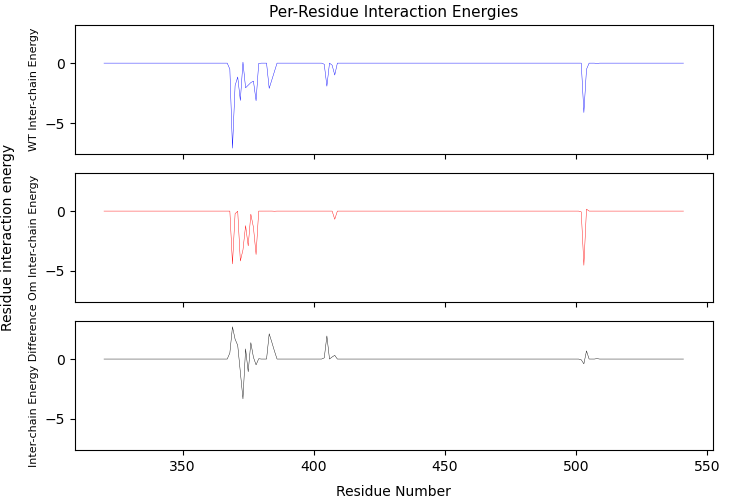 Per-Residue Interaction Energies
Residue interaction energy
WT Inter-chain Energy
0
−5
Om Inter-chain Energy
0
−5
Inter-chain Energy Difference
0
−5
350
400
450
500
550
Residue Number